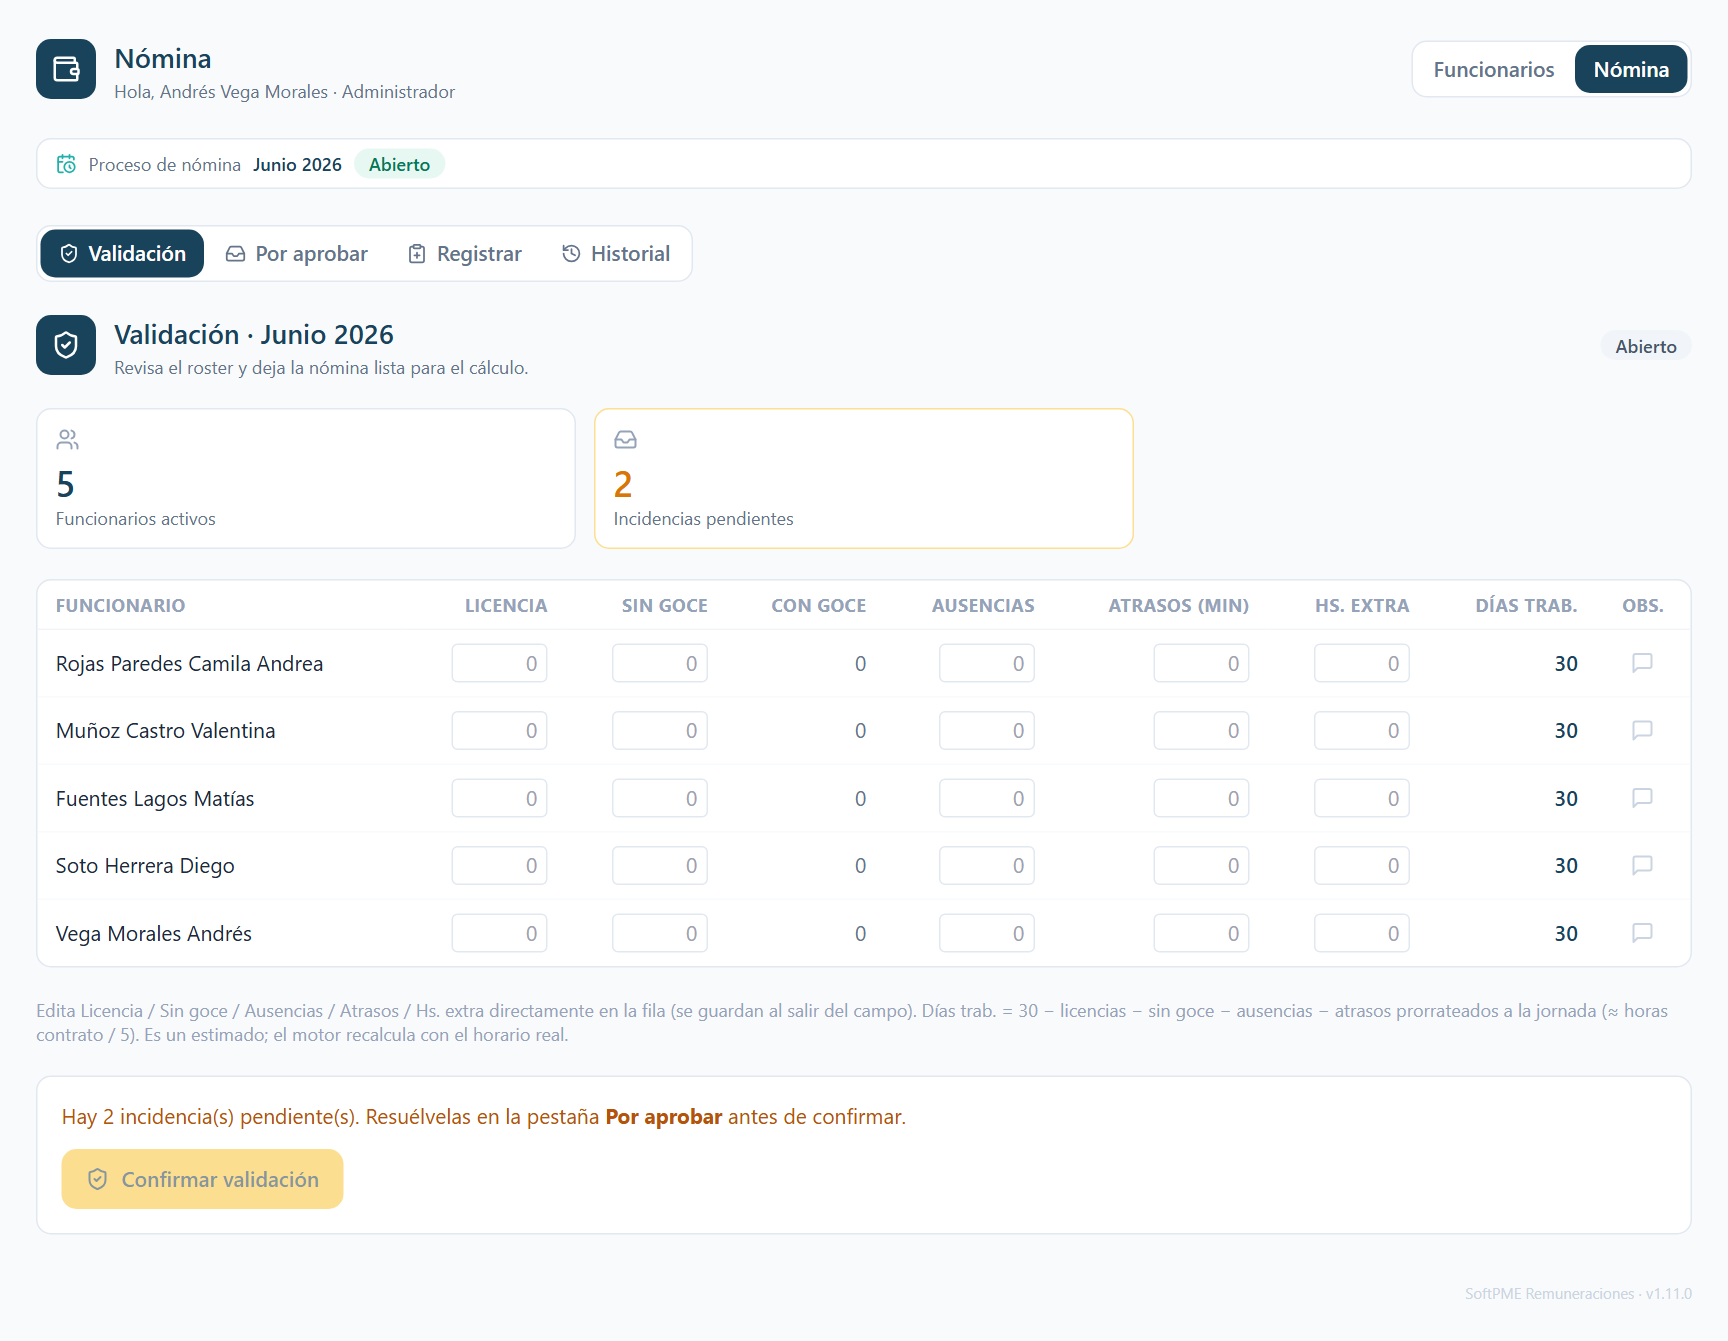 Nómina
Hola, Andrés Vega Morales · Administrador
Funcionarios Nómina
Proceso de nómina Junio 2026 Abierto
Validación Por aprobar Registrar Historial
Validación · Junio 2026
Revisa el roster y deja la nómina lista para el cálculo.
Abierto
5
Funcionarios activos
2
Incidencias pendientes
FUNCIONARIO LICENCIA SIN GOCE CON GOCE AUSENCIAS ATRASOS (MIN) HS. EXTRA DÍAS TRAB. OBS.
Rojas Paredes Camila Andrea 0 0 0 0 0 0 30
Muñoz Castro Valentina 0 0 0 0 0 0 30
Fuentes Lagos Matías 0 0 0 0 0 0 30
Soto Herrera Diego 0 0 0 0 0 0 30
Vega Morales Andrés 0 0 0 0 0 0 30
Edita Licencia / Sin goce / Ausencias / Atrasos / Hs. extra directamente en la fila (se guardan al salir del campo). Días trab. = 30 − licencias − sin goce − ausencias − atrasos prorrateados a la jornada (≈ horas
contrato / 5). Es un estimado; el motor recalcula con el horario real.
Hay 2 incidencia(s) pendiente(s). Resuélvelas en la pestaña Por aprobar antes de confirmar.
Confirmar validación
SoftPME Remuneraciones · v1.11.0